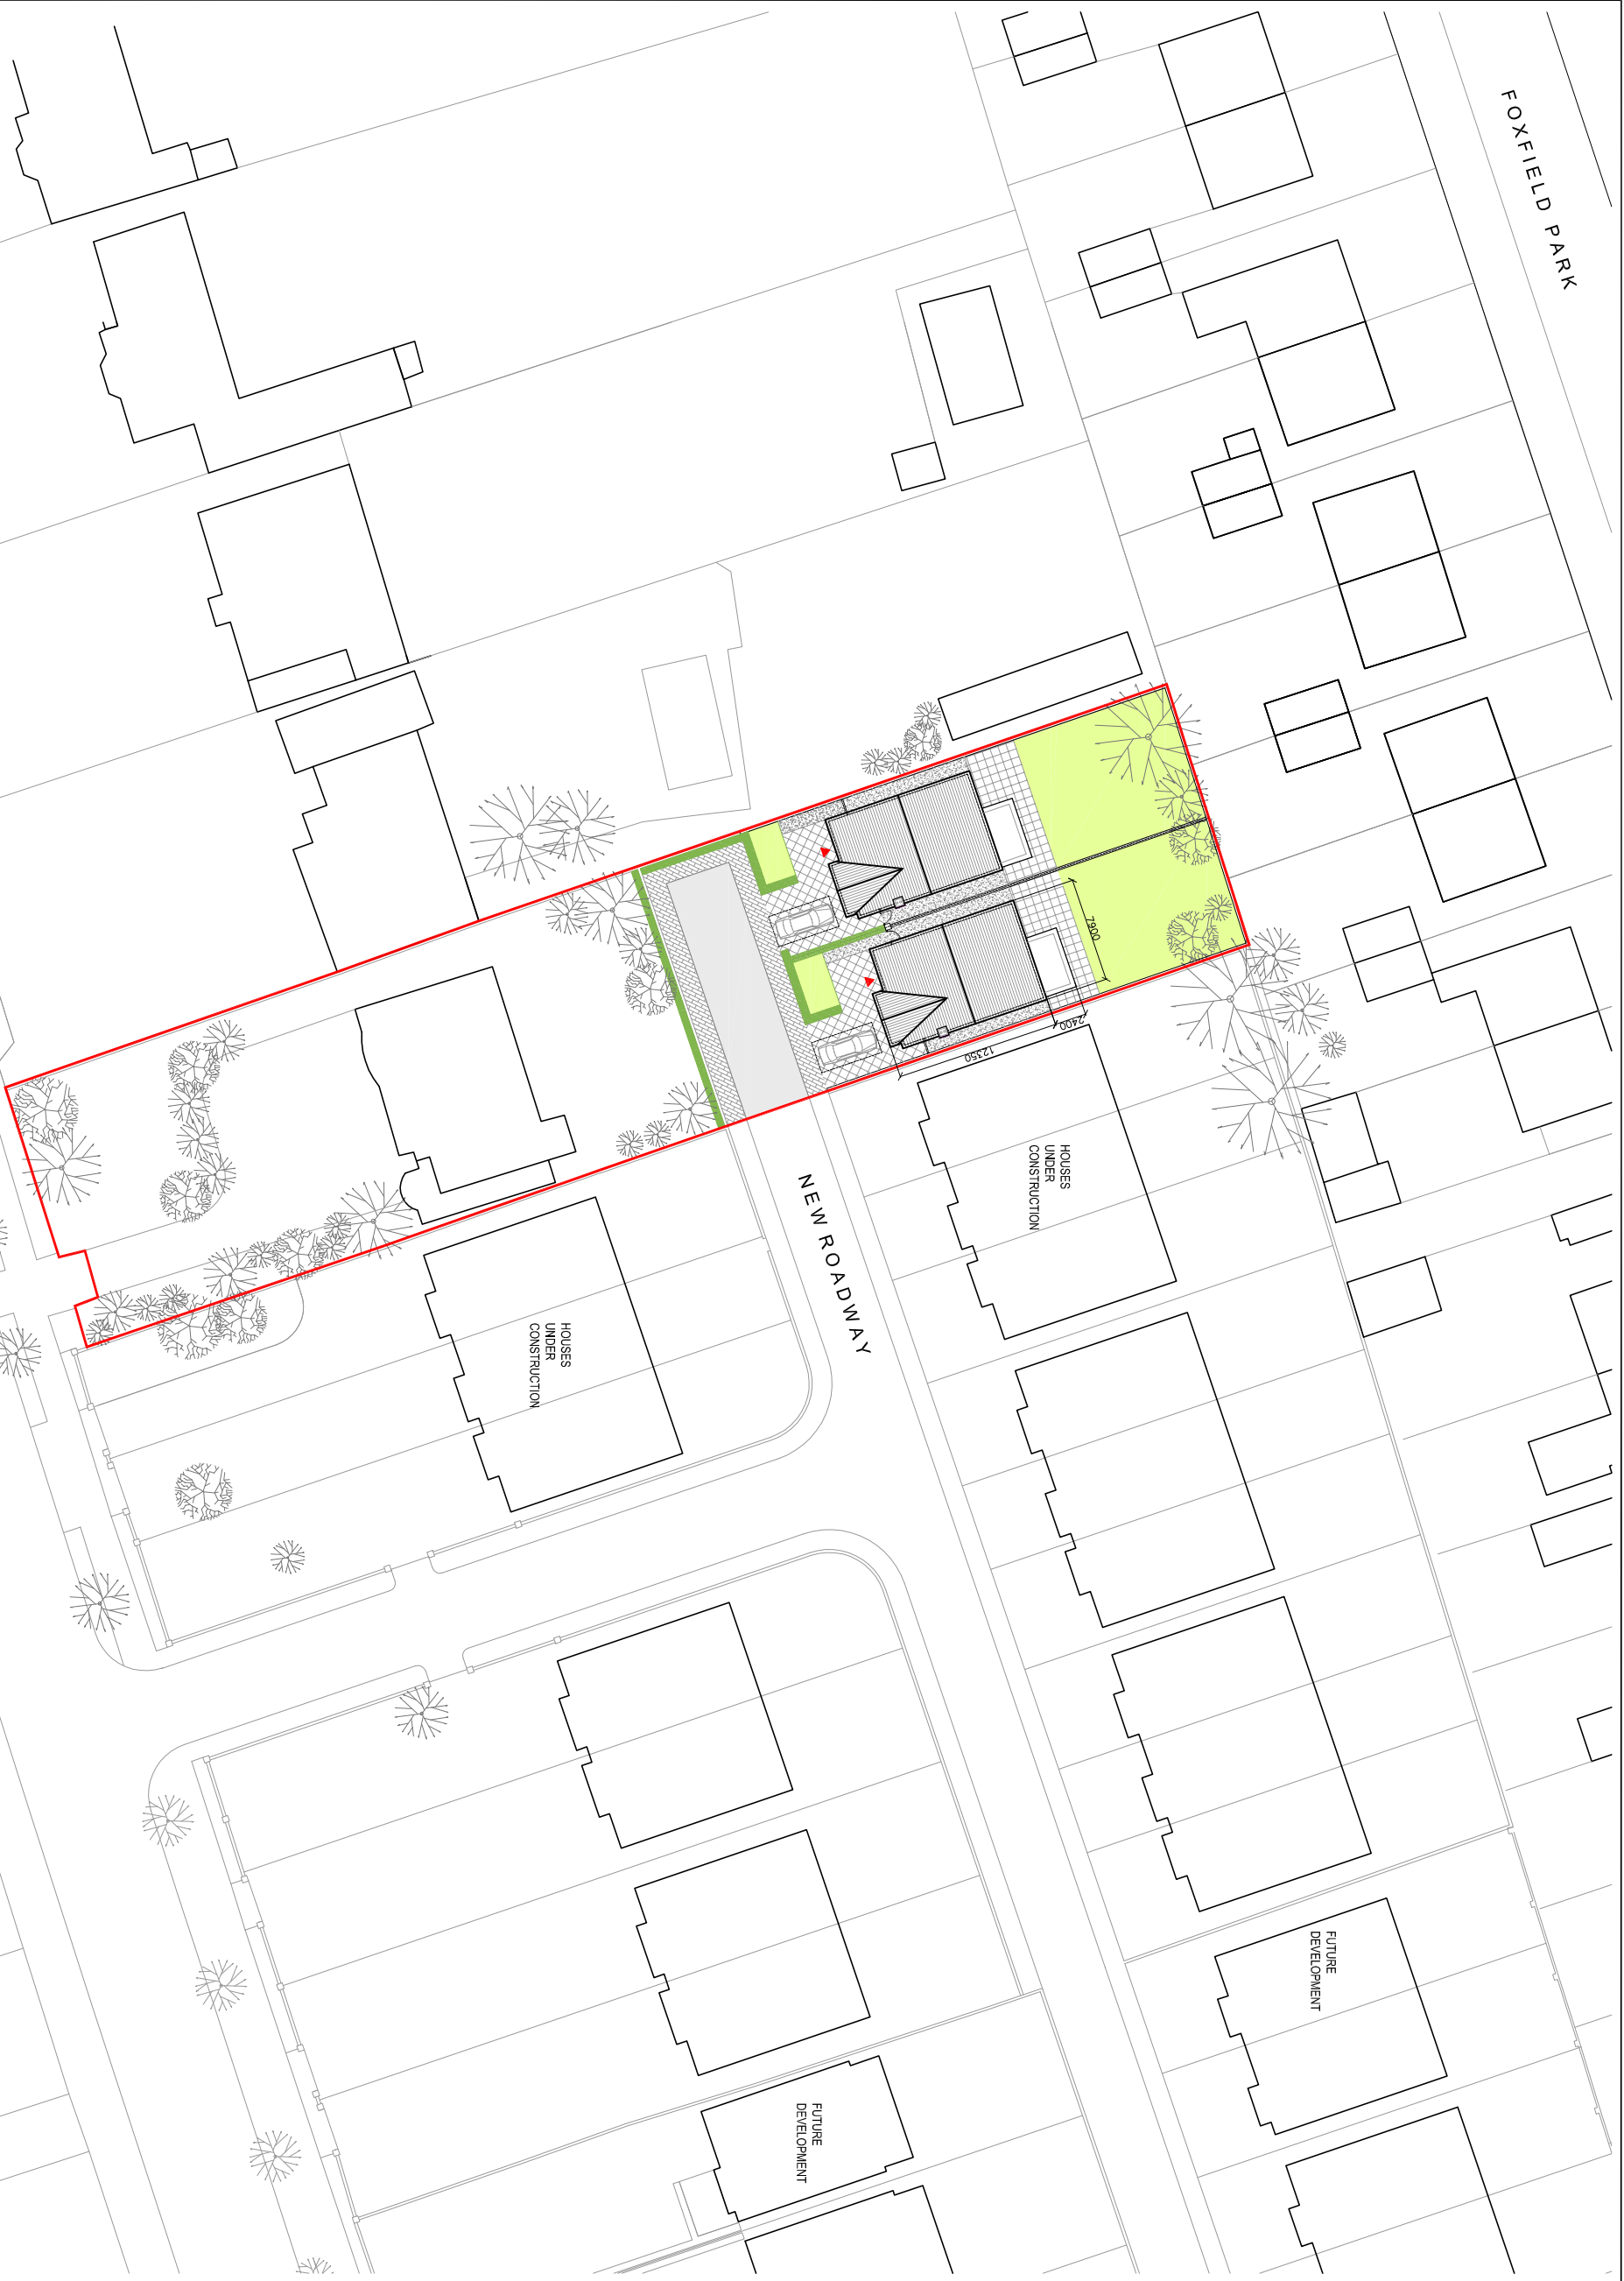 FOXFIELD PARK
7900
2400
12350
HOUSES
UNDER
CONSTRUCTION
NEW ROADWAY
HOUSES
UNDER
CONSTRUCTION
FUTURE
DEVELOPMENT
FUTURE
DEVELOPMENT